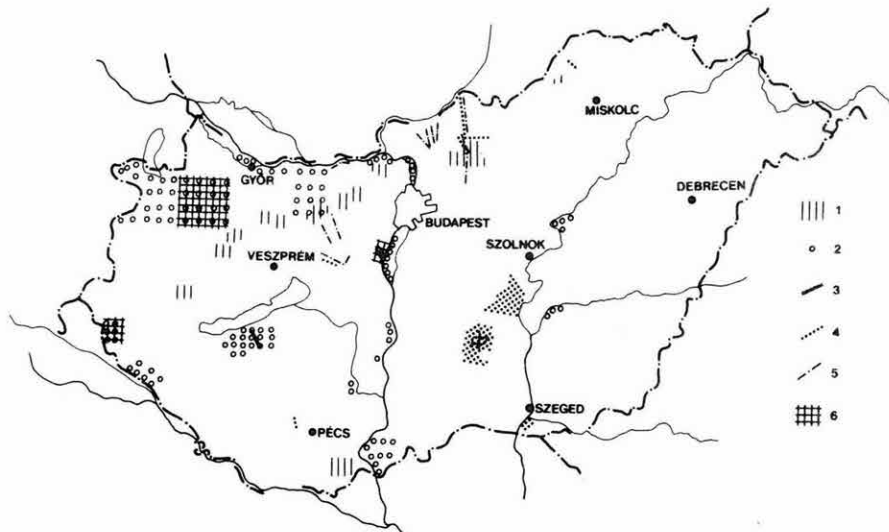 MISKOLC
GYŐR
DEBRECEN
BUDAPEST
1
SZOLNOK
2
VESZPRÉM
3
4
5
SZEGED
6
PÉCS